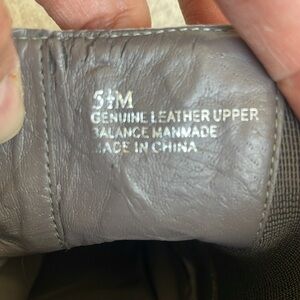 5½M
GENUINE LEATHER UPPER
BALANCE MANMADE
MADE IN CHINA